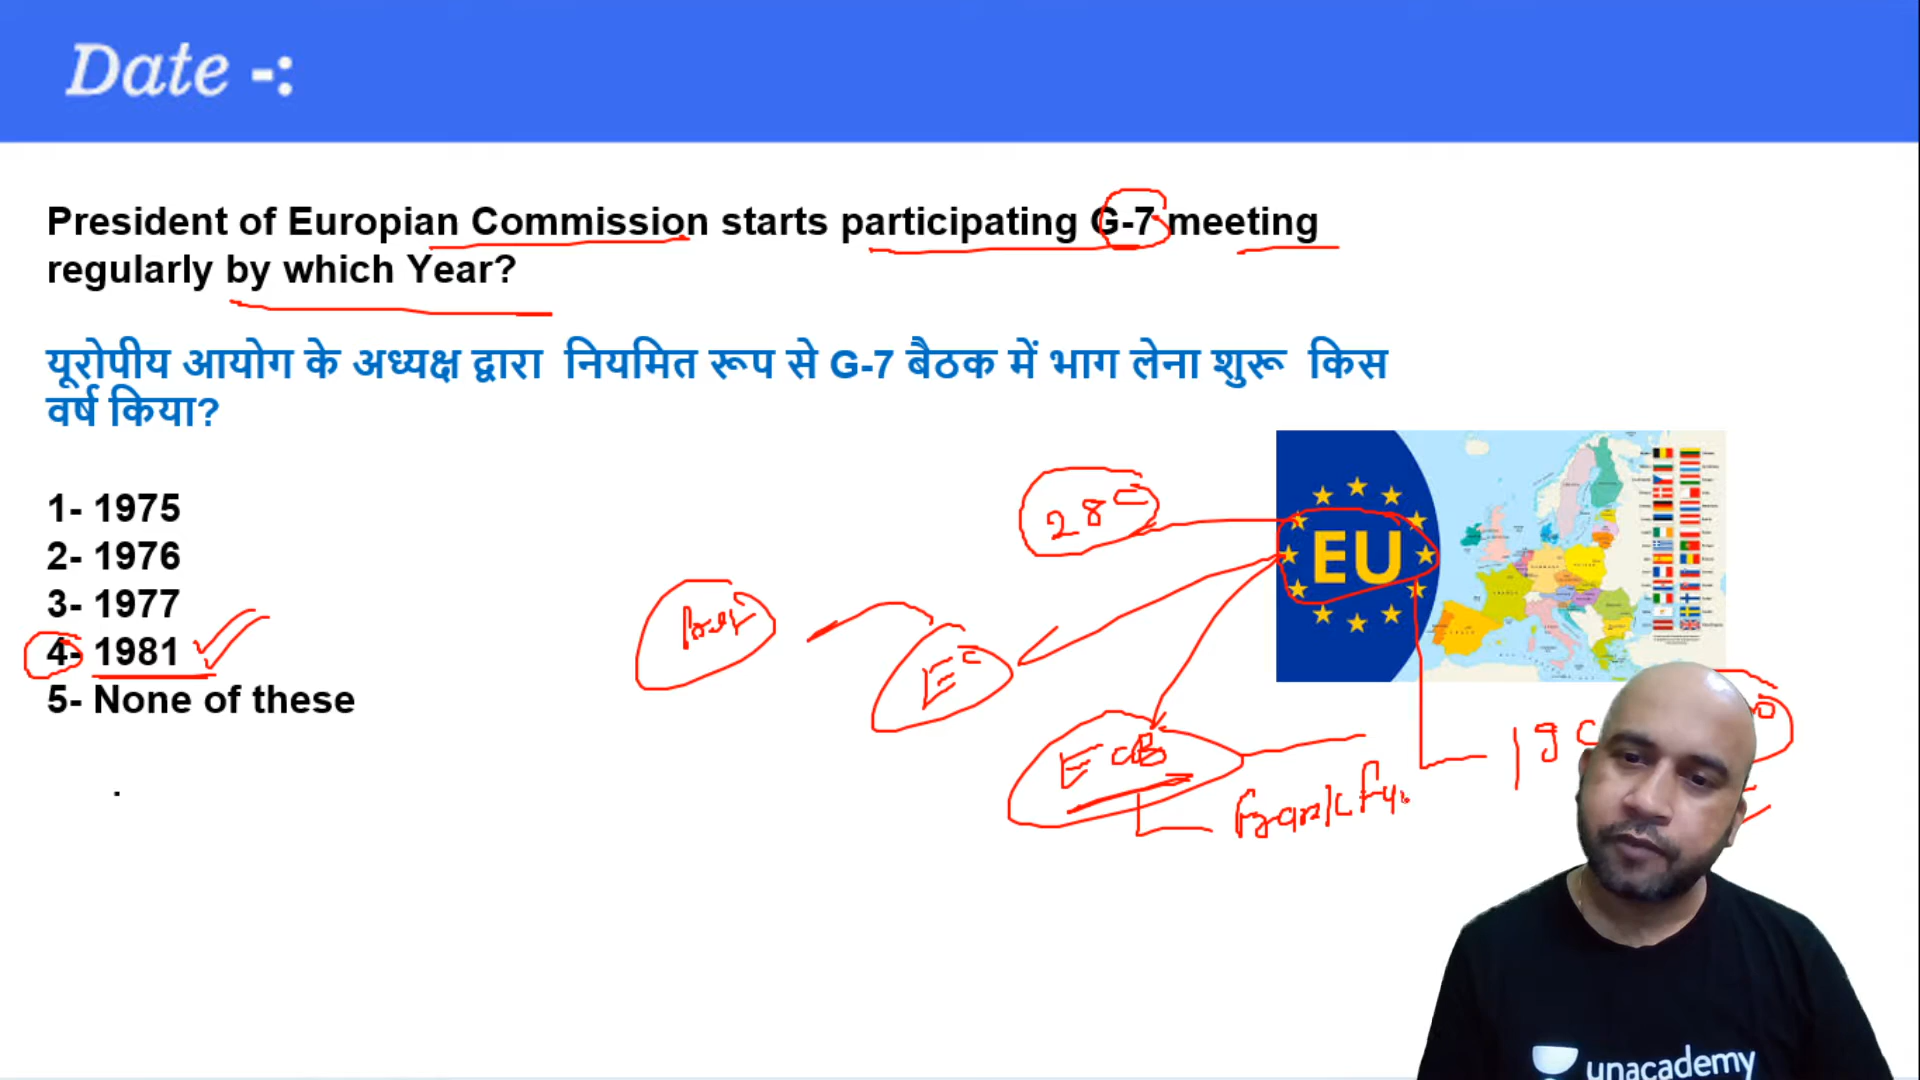 Date -:
President of Europian Commission starts participating G-7 meeting
regularly by which Year?
यूरोपीय आयोग के अध्यक्ष द्वारा नियमित रूप से G-7 बैठक में भाग लेना शुरू किस
वर्ष किया?
1- 1975
2- 1976
3- 1977
4- 1981
5- None of these
28 C
EU
EC
ECB
19 C
unacademy